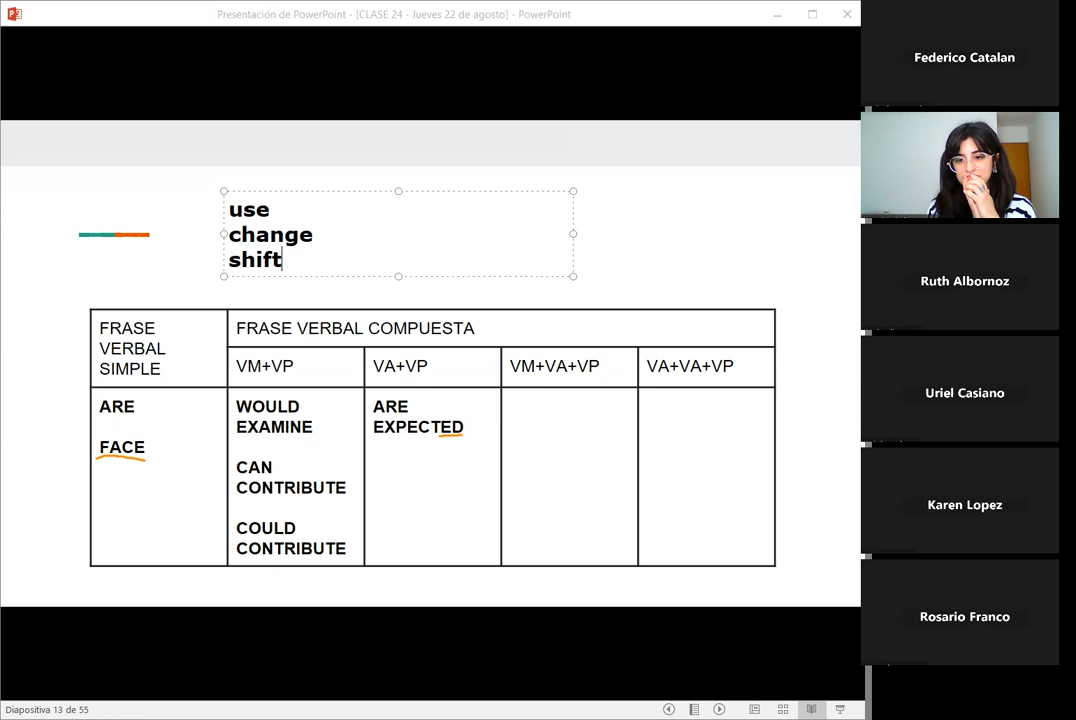 Presentación de PowerPoint - [CLASE 24 - Jueves 22 de agosto] - PowerPoint
use
change
shift
FRASE
VERBAL
SIMPLE
FRASE VERBAL COMPUESTA
VM+VP
VA+VP
VM+VA+VP
VA+VA+VP
ARE
FACE
WOULD
EXAMINE
CAN
CONTRIBUTE
COULD
CONTRIBUTE
ARE
EXPECTED
Diapositiva 13 de 55
Federico Catalan
Ruth Albornoz
Uriel Casiano
Karen Lopez
Rosario Franco